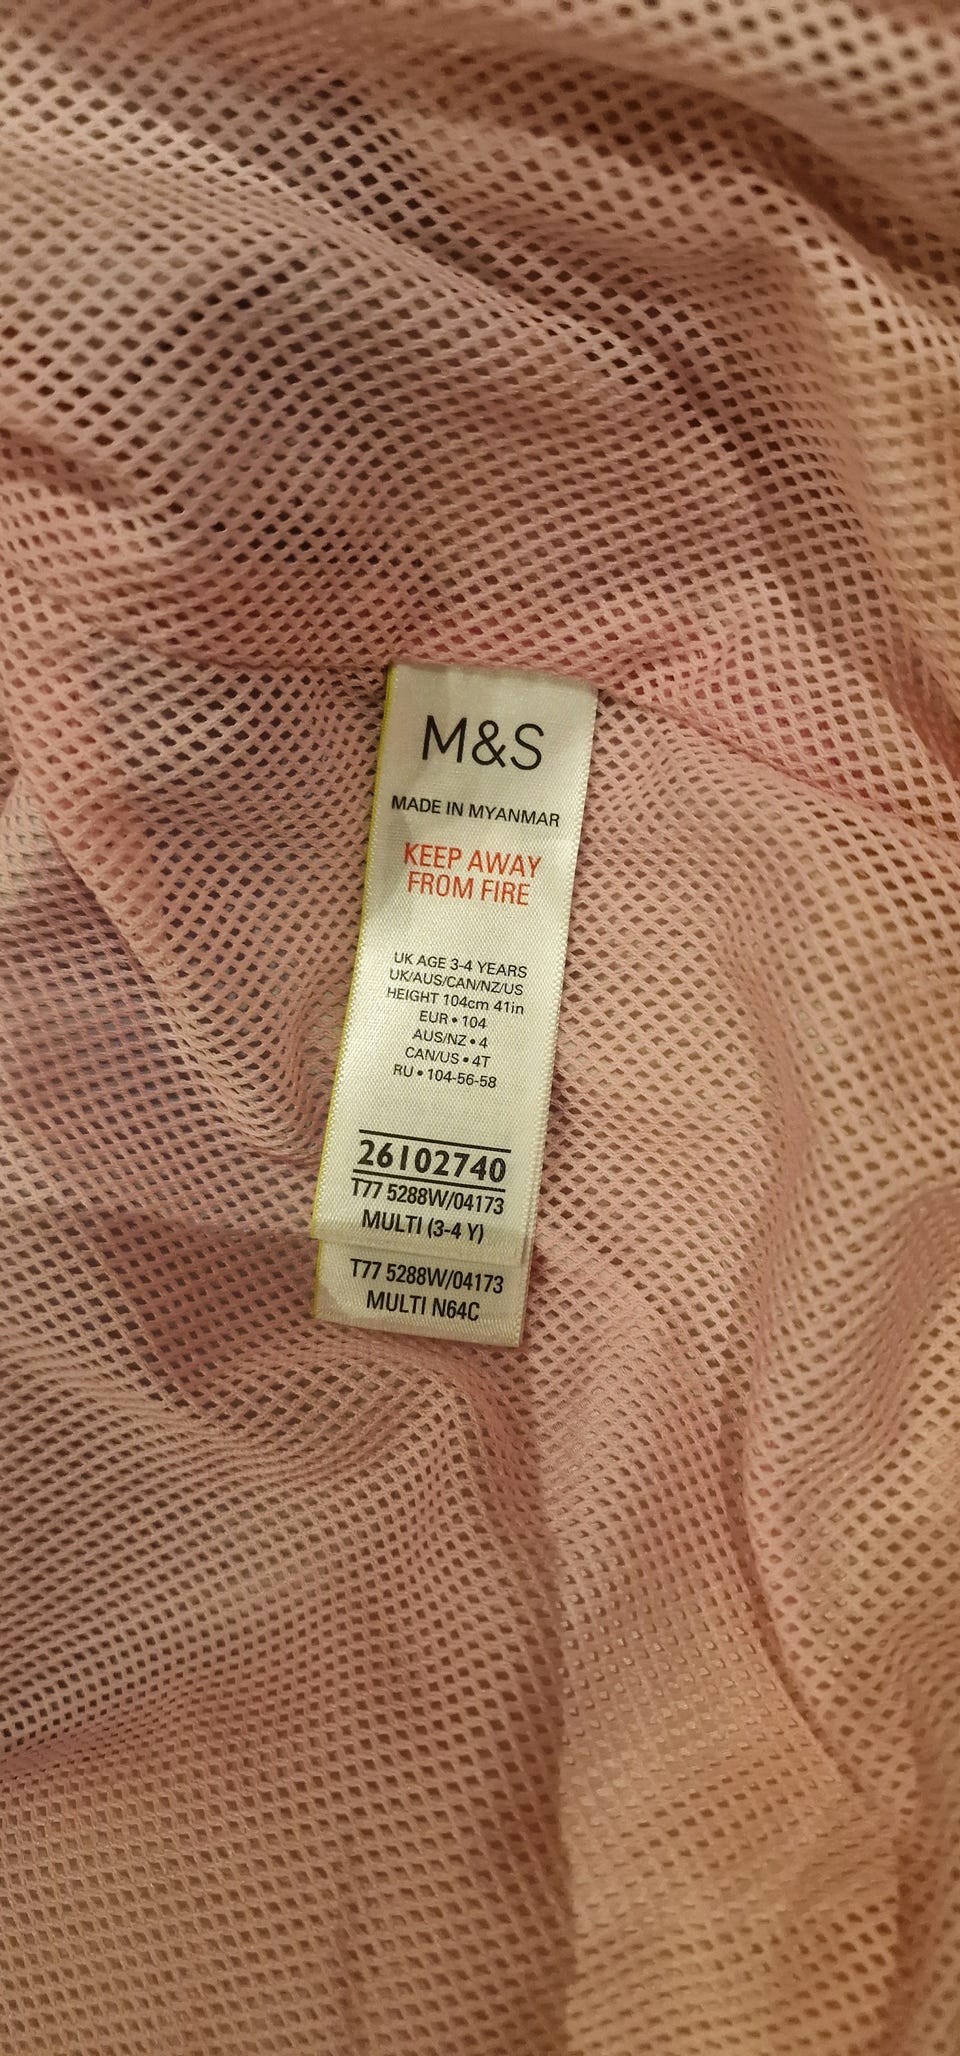 M&S
MADE IN MYANMAR
KEEP AWAY
FROM FIRE
UK AGE 3-4 YEARS
UK/AUS/CAN/NZ/US
HEIGHT 104cm 41in
EUR • 104
AUS/NZ • 4
CAN/US • 4T
RU • 104-56-58
26102740
T77 5288W/04173
MULTI (3-4 Y)
T77 5288W/04173
MULTI N64C